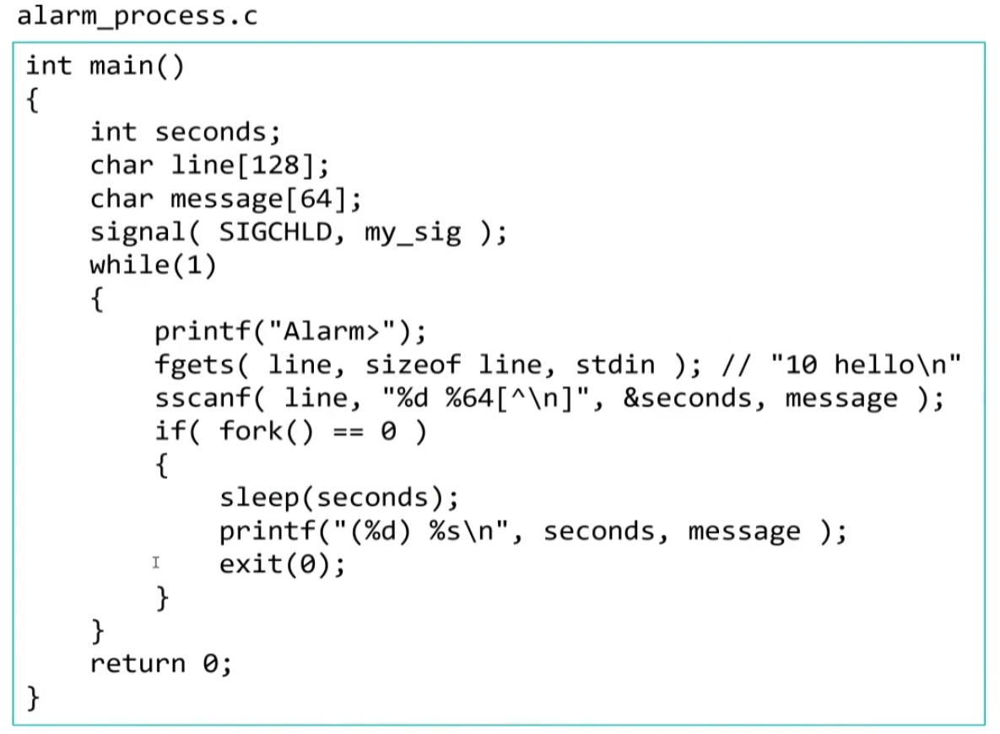 alarm_process.c
int main()
{
    int seconds;
    char line[128];
    char message[64];
    signal( SIGCHLD, my_sig );
    while(1)
    {
        printf("Alarm>");
        fgets( line, sizeof line, stdin ); // "10 hello\n"
        sscanf( line, "%d %64[^\n]", &seconds, message );
        if( fork() == 0 )
        {
            sleep(seconds);
            printf("(%d) %s\n", seconds, message );
            exit(0);
        }
    }
    return 0;
}